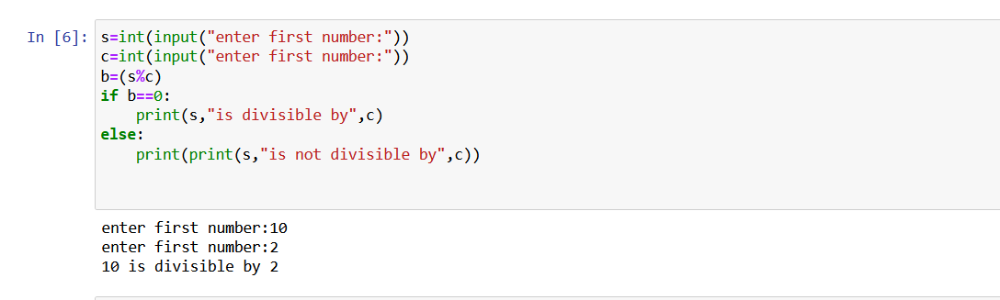 In [6]: s=int(input("enter first number:"))
c=int(input("enter first number:"))
b=(s%c)
if b==0:
    print(s,"is divisible by",c)
else:
    print(print(s,"is not divisible by",c))
enter first number:10
enter first number:2
10 is divisible by 2